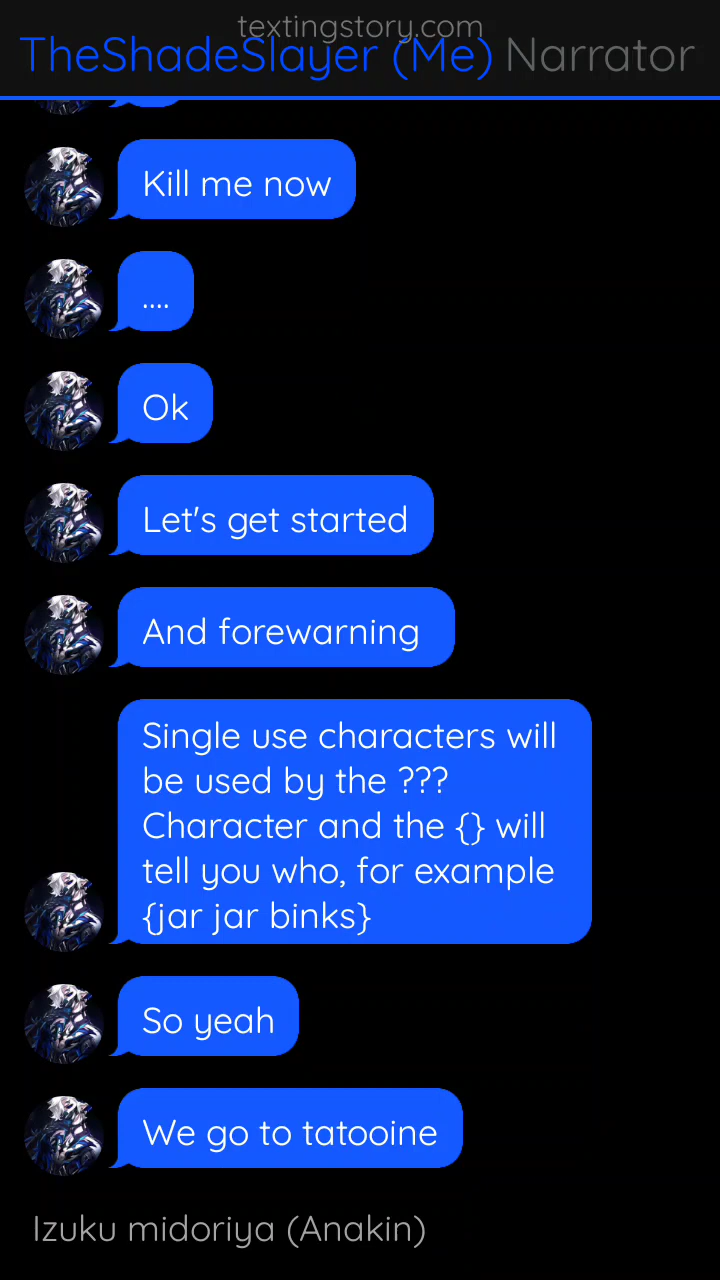 textingstory.com
TheShadeSlayer (Me) Narrator
Kill me now
....
Ok
Let's get started
And forewarning
Single use characters will
be used by the ???
Character and the {} will
tell you who, for example
{jar jar binks}
So yeah
We go to tatooine
Izuku midoriya (Anakin)